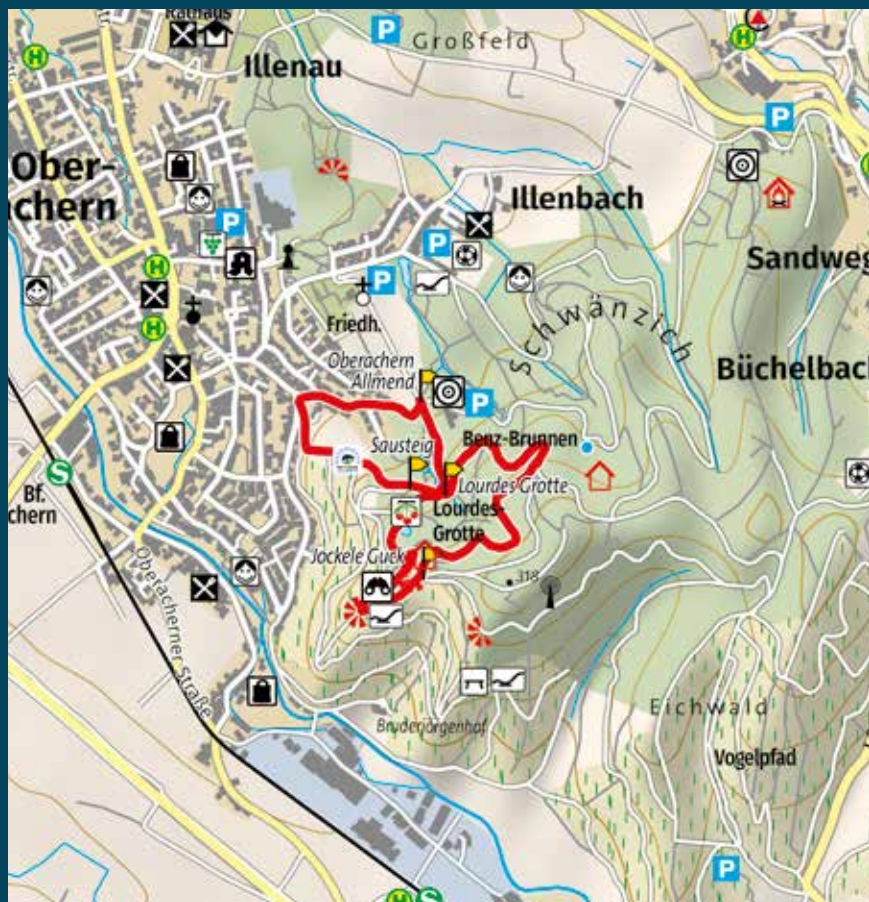 Rathaus
P
Großfeld
H
Illenau
H
P
Ober-
achern
P
Illenbach
P
H
P
Sandweg
Friedh.
H
Schwänzich
Oberachern
Allmend
Büchelbach
P
Sausteig
Benz-Brunnen
Lourdes Grotte
S
Bf.
chern
Lourdes-
Grotte
Jockele Guck
318
Oberacherner Straße
Bruderjörgenhof
Eichwald
Vogelpfad
P
H
S